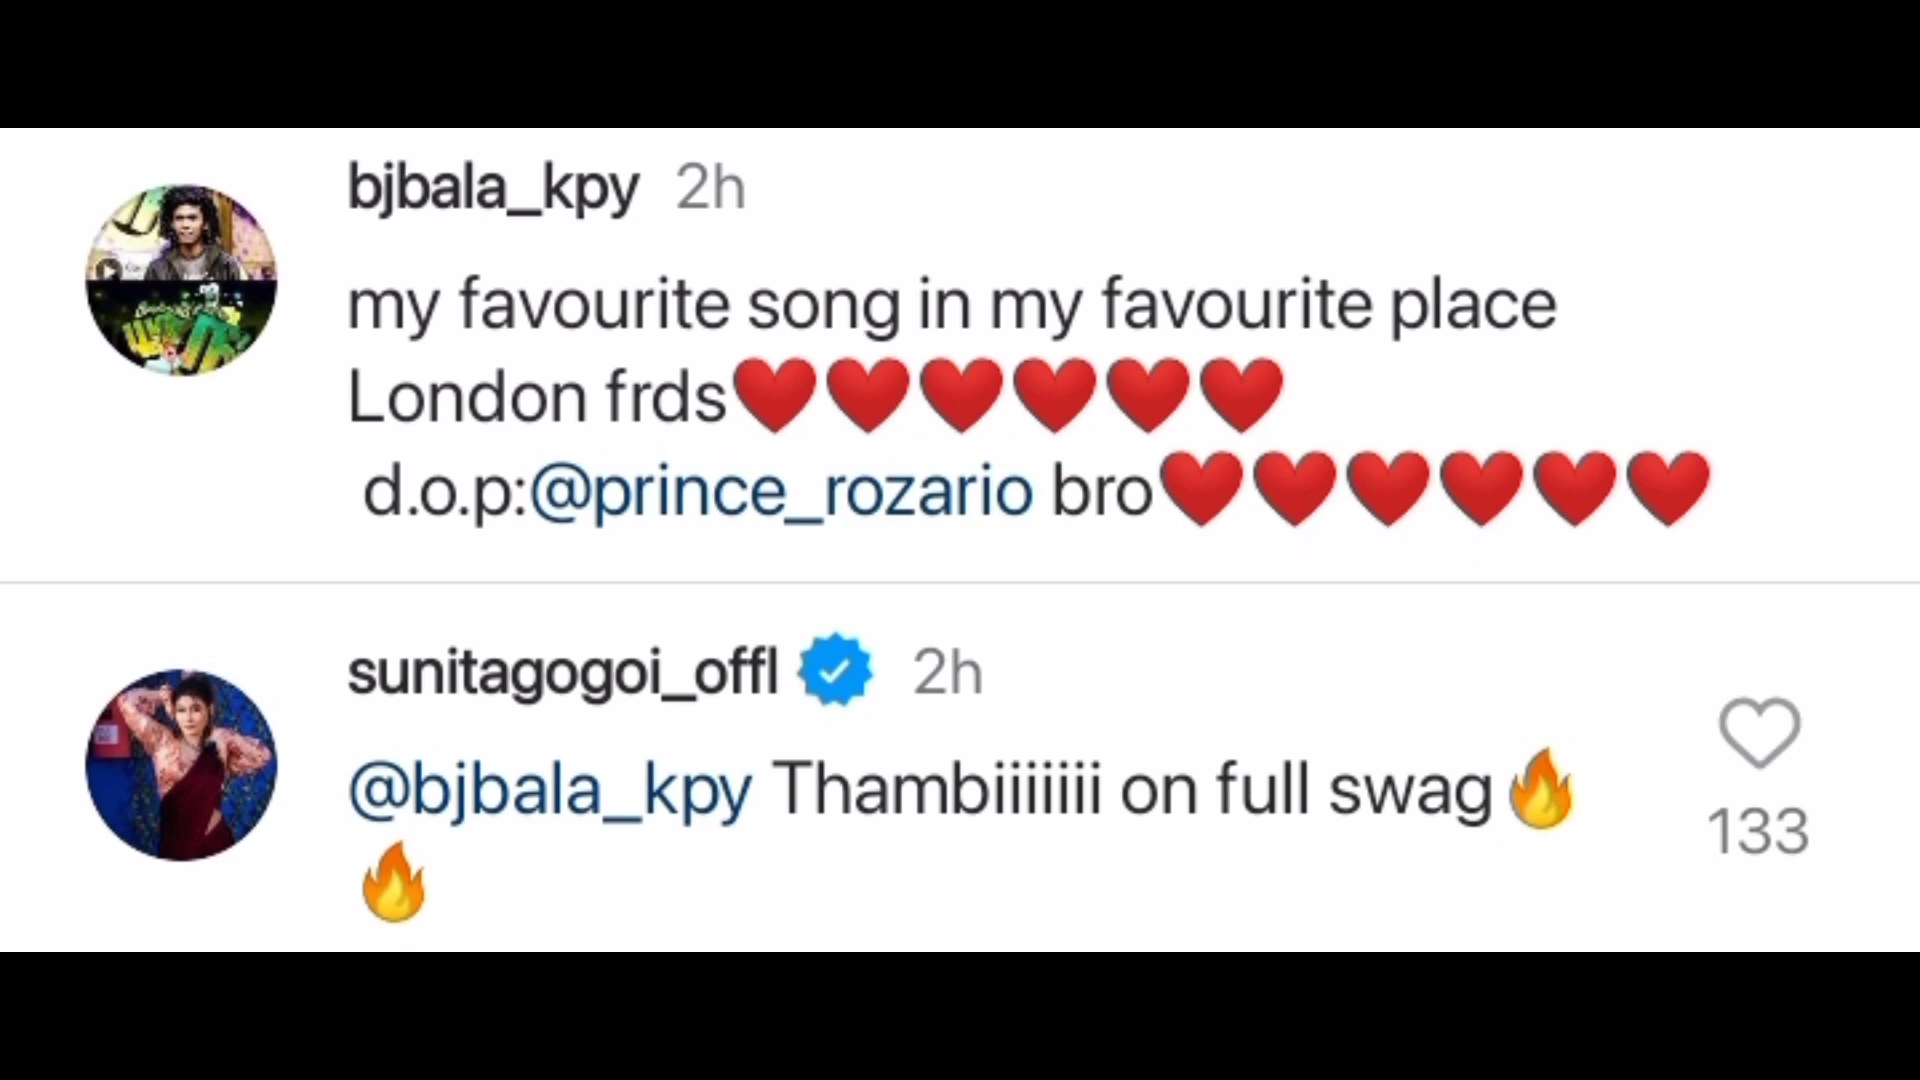 bjbala_kpy 2h
my favourite song in my favourite place
London frds❤️❤️❤️❤️❤️❤️
d.o.p:@prince_rozario bro❤️❤️❤️❤️❤️❤️
sunitagogoi_offl 2h
@bjbala_kpy Thambiiiiiii on full swag🔥
🔥
133